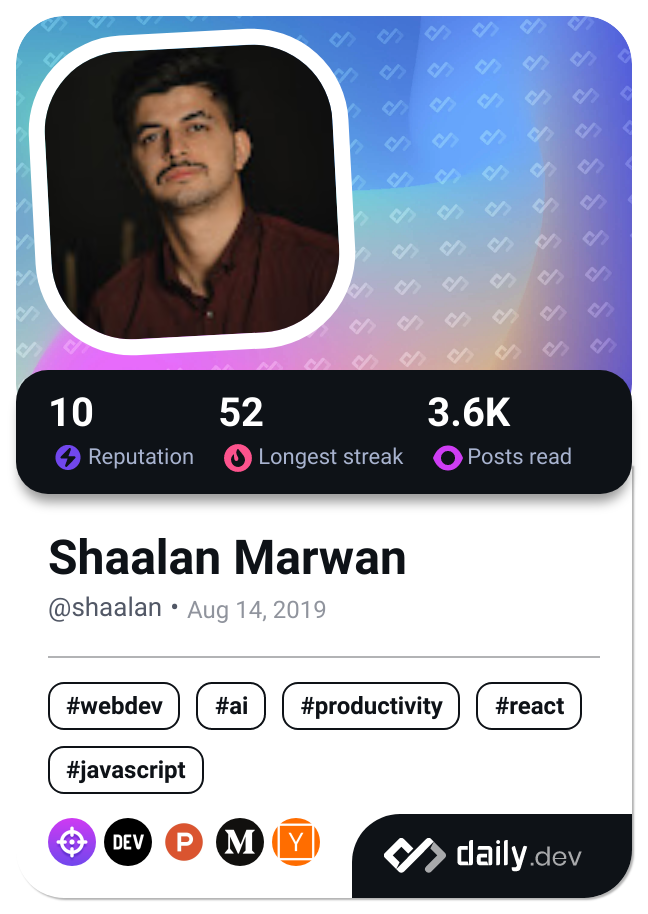 10 52 3.6K
Reputation Longest streak Posts read
Shaalan Marwan
@shaalan • Aug 14, 2019
#webdev #ai #productivity #react
#javascript
DEV P M Y
daily.dev